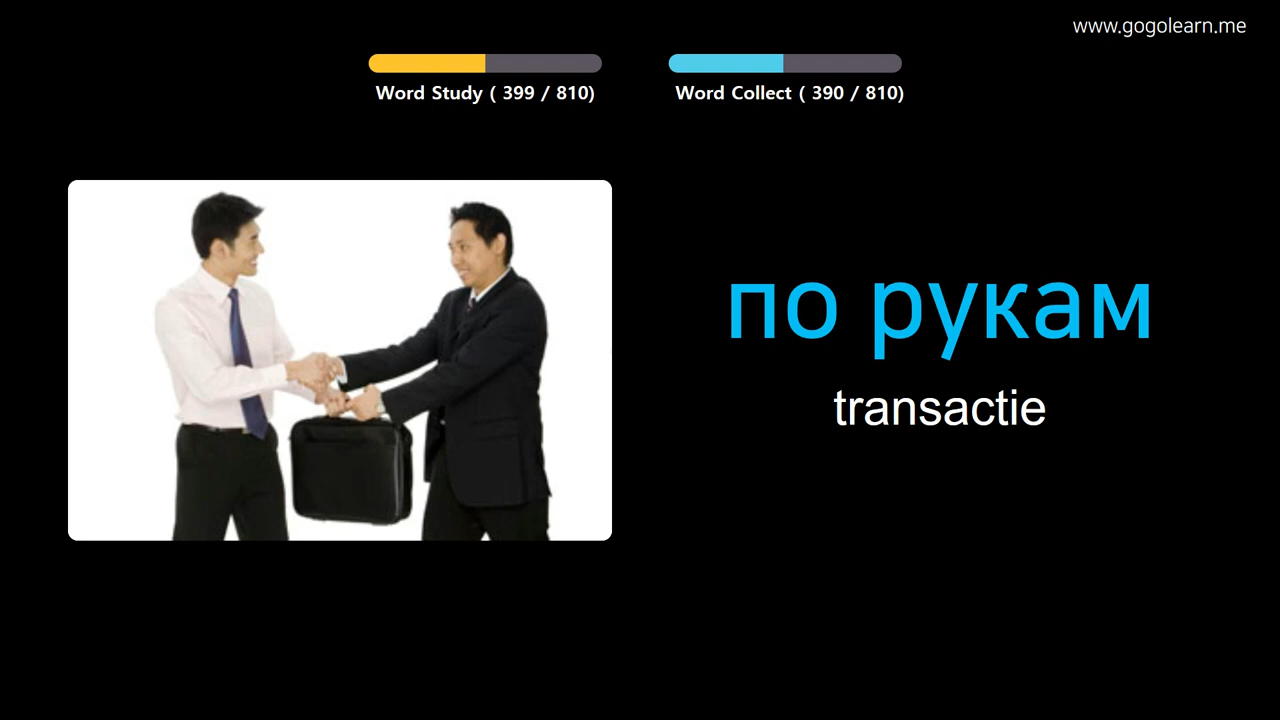 www.gogolearn.me
Word Study ( 399 / 810)
Word Collect ( 390 / 810)
по рукам
transactie